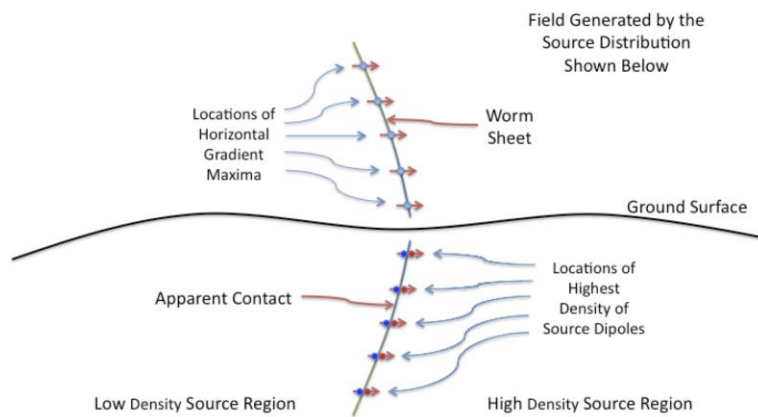 Field Generated by the
Source Distribution
Shown Below
Locations of
Horizontal
Gradient
Maxima
Worm
Sheet
Ground Surface
Apparent Contact
Locations of
Highest
Density of
Source Dipoles
Low Density Source Region
High Density Source Region